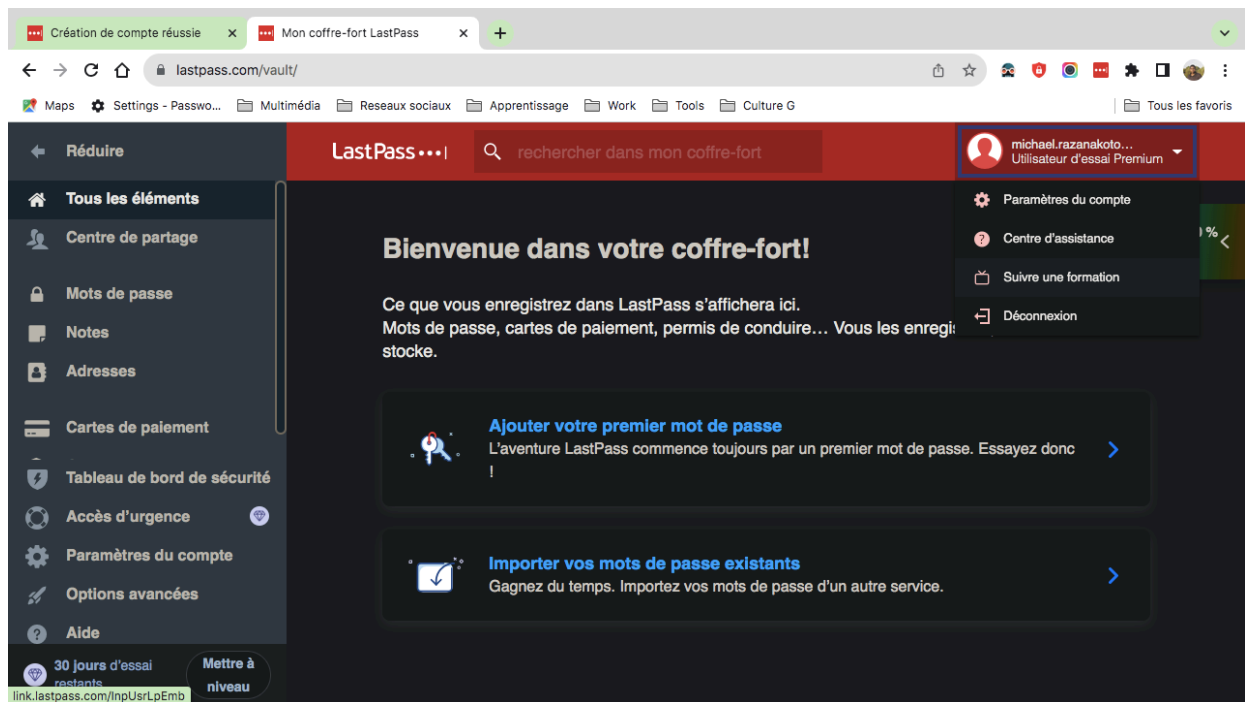 Création de compte réussie
Mon coffre-fort LastPass
lastpass.com/vault/
Maps
Settings - Passwo...
Multimédia
Reseaux sociaux
Apprentissage
Work
Tools
Culture G
Tous les favoris
Réduire
LastPass
rechercher dans mon coffre-fort
michael.razanakoto...
Utilisateur d'essai Premium
Tous les éléments
Centre de partage
Mots de passe
Notes
Adresses
Cartes de paiement
Tableau de bord de sécurité
Accès d'urgence
Paramètres du compte
Options avancées
Aide
30 jours d'essai
restants
Mettre à
niveau
link.lastpass.com/InpUsrLpEmb
Paramètres du compte
Centre d'assistance
Suivre une formation
Déconnexion
%
Bienvenue dans votre coffre-fort!
Ce que vous enregistrez dans LastPass s'affichera ici.
Mots de passe, cartes de paiement, permis de conduire… Vous les
stocke.
Ajouter votre premier mot de passe
L'aventure LastPass commence toujours par un premier mot de passe. Essayez donc
!
Importer vos mots de passe existants
Gagnez du temps. Importez vos mots de passe d'un autre service.